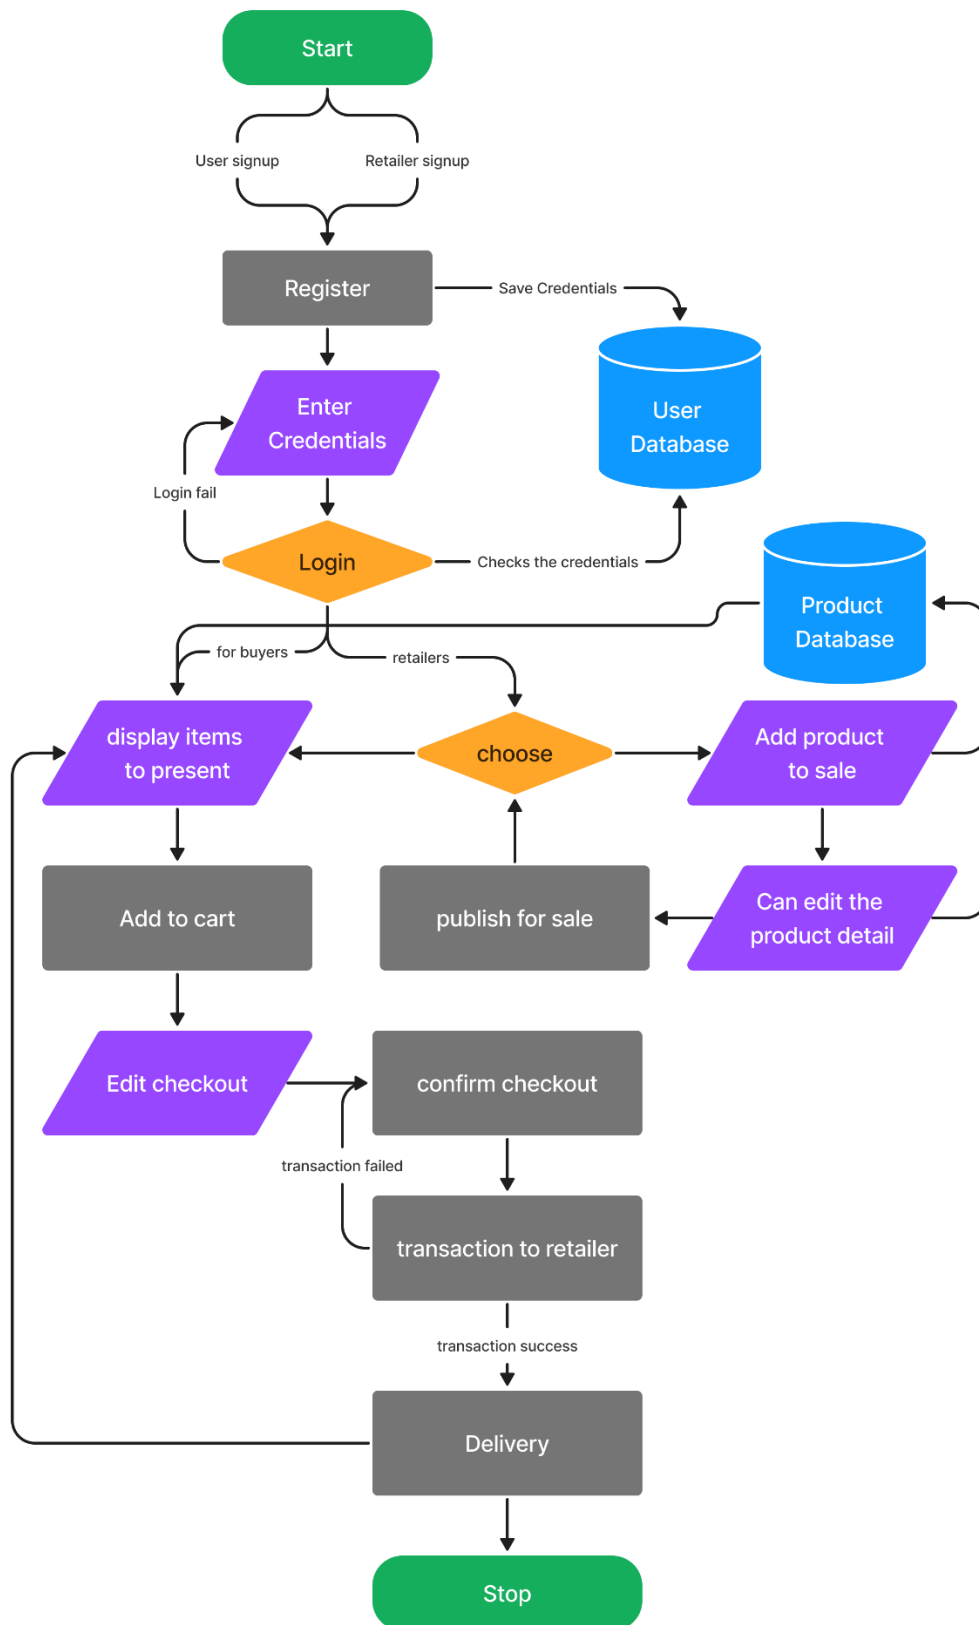 Start
User signup
Retailer signup
Register
Save Credentials
Enter
Credentials
User
Database
Login fail
Login
Checks the credentials
Product
Database
for buyers
retailers
display items
to present
choose
Add product
to sale
Add to cart
publish for sale
Can edit the
product detail
Edit checkout
confirm checkout
transaction failed
transaction to retailer
transaction success
Delivery
Stop